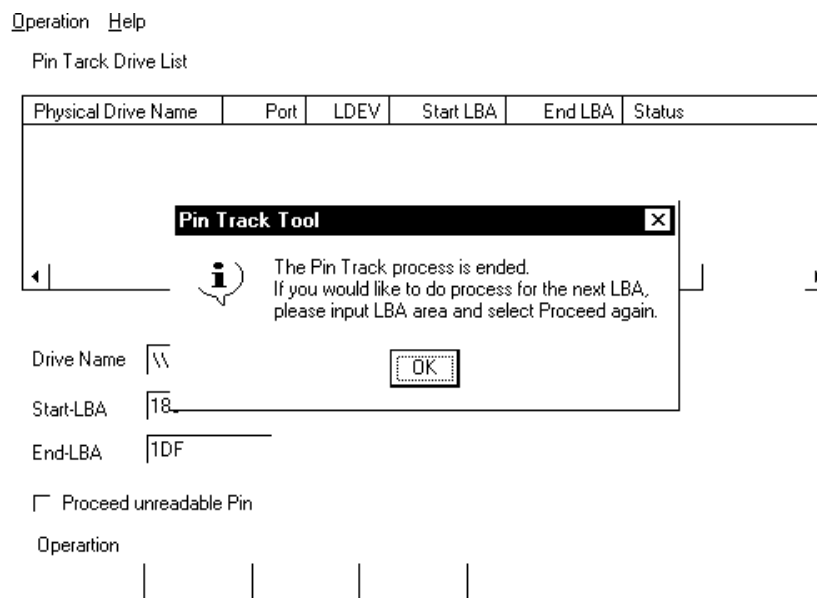 Operation Help
Pin Tarck Drive List
Physical Drive Name Port LDEV Start LBA End LBA Status
Pin Track Tool
The Pin Track process is ended.
If you would like to do process for the next LBA,
please input LBA area and select Proceed again.
OK
Drive Name \\
Start-LBA 18
End-LBA 1DF
Proceed unreadable Pin
Operartion